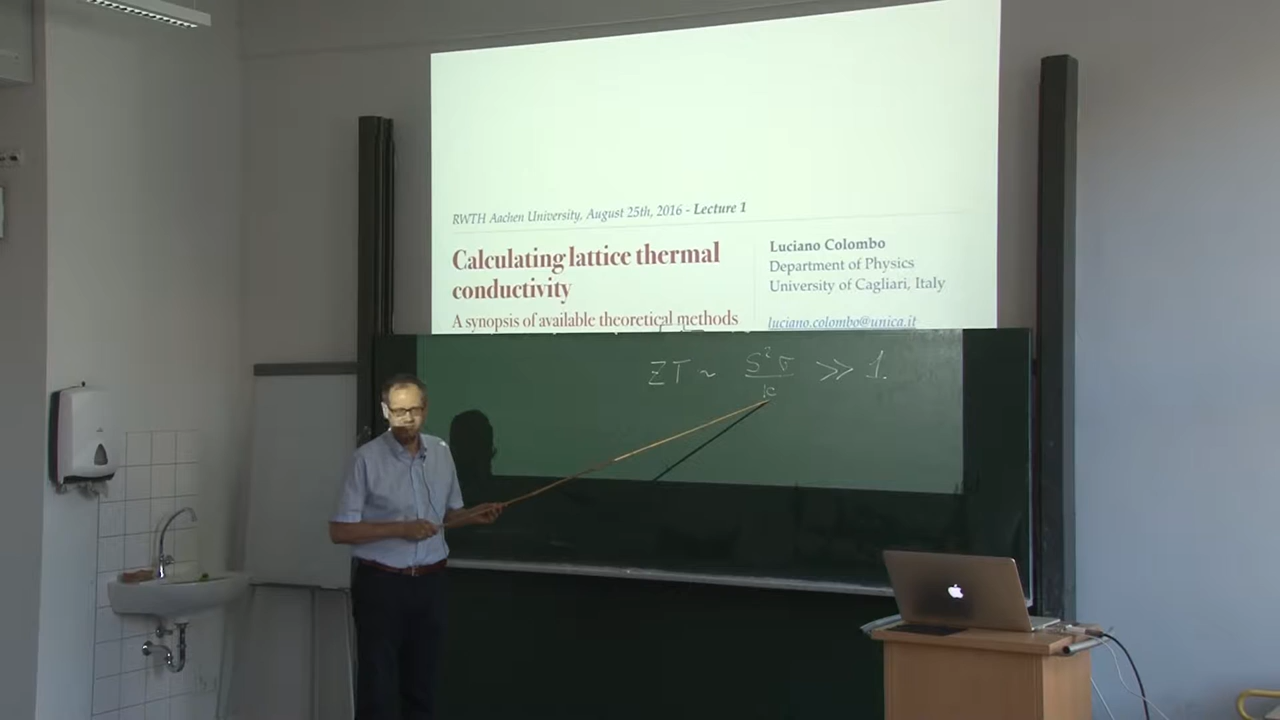 RWTH Aachen University, August 25th, 2016 - Lecture 1
Calculating lattice thermal
conductivity
A synopsis of available theoretical methods
Luciano Colombo
Department of Physics
University of Cagliari, Italy
luciano.colombo@unica.it
ZT ~ S²σ / κ >> 1.